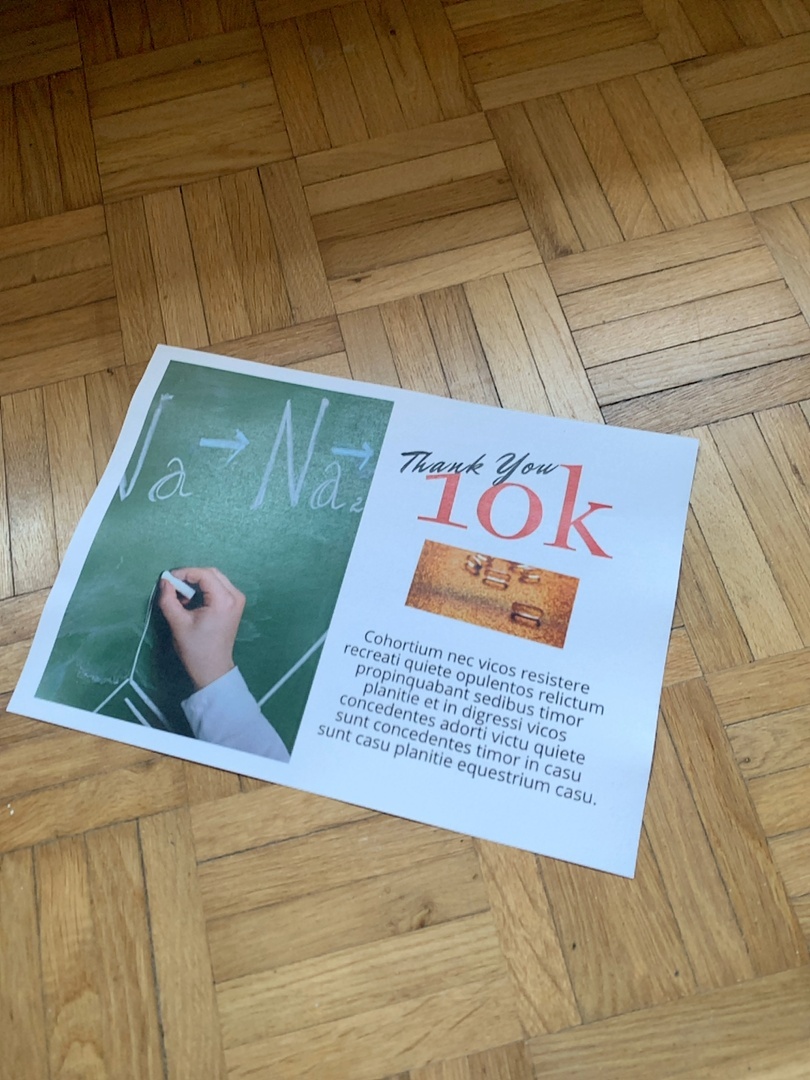 a → Na₂ →
Thank You
10k
Cohortium nec vicos resistere
recreati quiete opulentos relictum
propinquabant sedibus timor
planitie et in digressi vicos
concedentes adorti victu quiete
sunt concedentes timor in casu
sunt casu planitie equestrium casu.